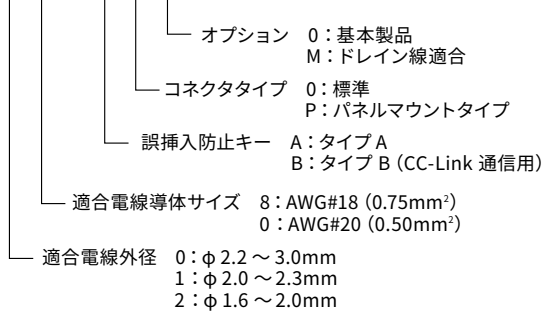 オプション 0：基本製品
M：ドレイン線適合
コネクタタイプ 0：標準
P：パネルマウントタイプ
誤挿入防止キー A：タイプ A
B：タイプ B（CC-Link 通信用）
適合電線導体サイズ 8：AWG#18（0.75mm²）
0：AWG#20（0.50mm²）
適合電線外径 0：φ 2.2 ～ 3.0mm
1：φ 2.0 ～ 2.3mm
2：φ 1.6 ～ 2.0mm